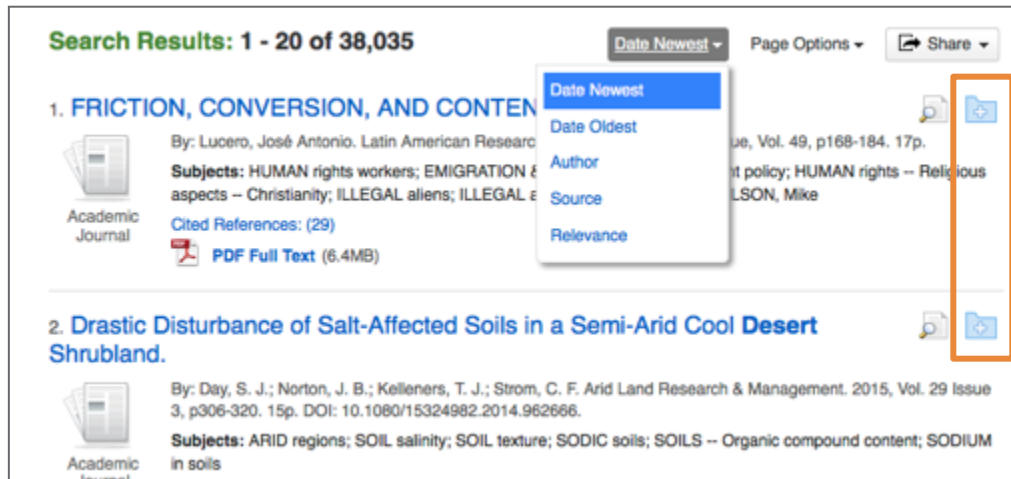 Search Results: 1 - 20 of 38,035
Date Newest
Page Options
Share
Date Newest
Date Oldest
Author
Source
Relevance
1. FRICTION, CONVERSION, AND CONTEN
By: Lucero, José Antonio. Latin American Researc ue, Vol. 49, p168-184. 17p.
Subjects: HUMAN rights workers; EMIGRATION & nt policy; HUMAN rights -- Religious
aspects -- Christianity; ILLEGAL aliens; ILLEGAL a LSON, Mike
Academic
Journal
Cited References: (29)
PDF Full Text (6.4MB)
2. Drastic Disturbance of Salt-Affected Soils in a Semi-Arid Cool Desert
Shrubland.
By: Day, S. J.; Norton, J. B.; Kelleners, T. J.; Strom, C. F. Arid Land Research & Management. 2015, Vol. 29 Issue
3, p306-320. 15p. DOI: 10.1080/15324982.2014.962666.
Subjects: ARID regions; SOIL salinity; SOIL texture; SODIC soils; SOILS -- Organic compound content; SODIUM
in soils
Academic
Journal